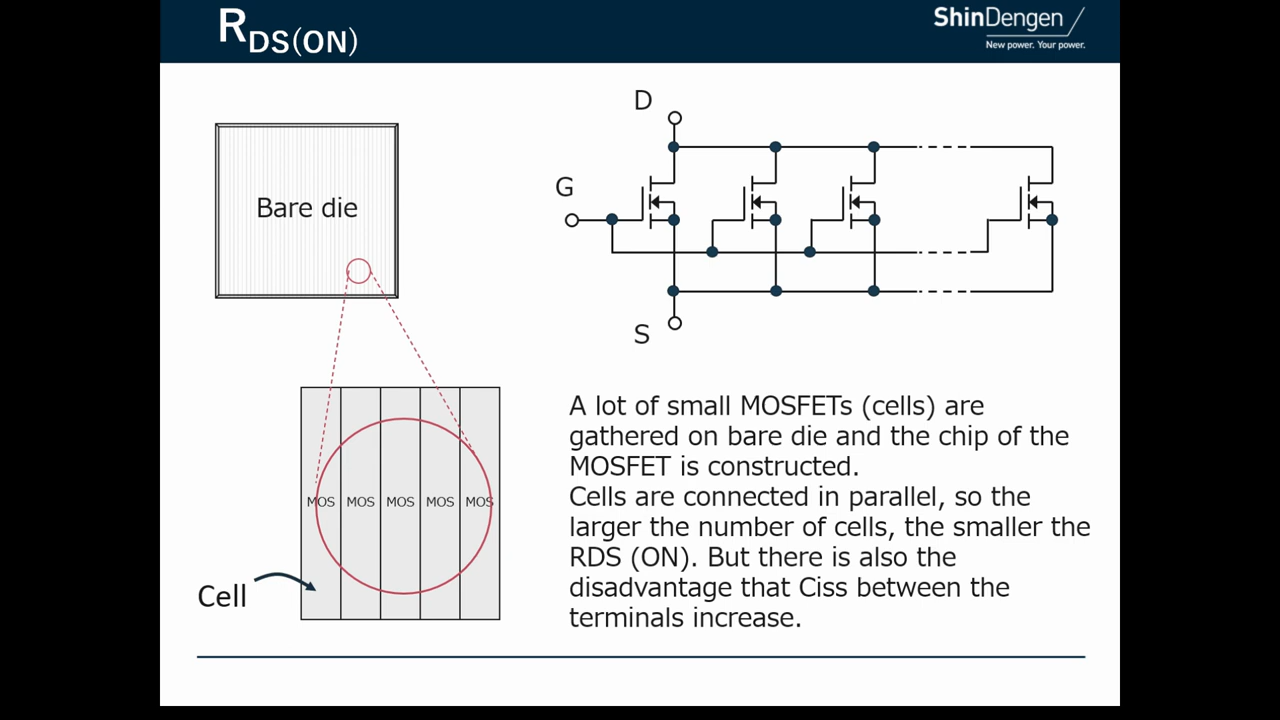 RDS(ON)
ShinDengen
New power. Your power.
Bare die
D
G
S
MOS MOS MOS MOS MOS
Cell
A lot of small MOSFETs (cells) are
gathered on bare die and the chip of the
MOSFET is constructed.
Cells are connected in parallel, so the
larger the number of cells, the smaller the
RDS (ON). But there is also the
disadvantage that Ciss between the
terminals increase.